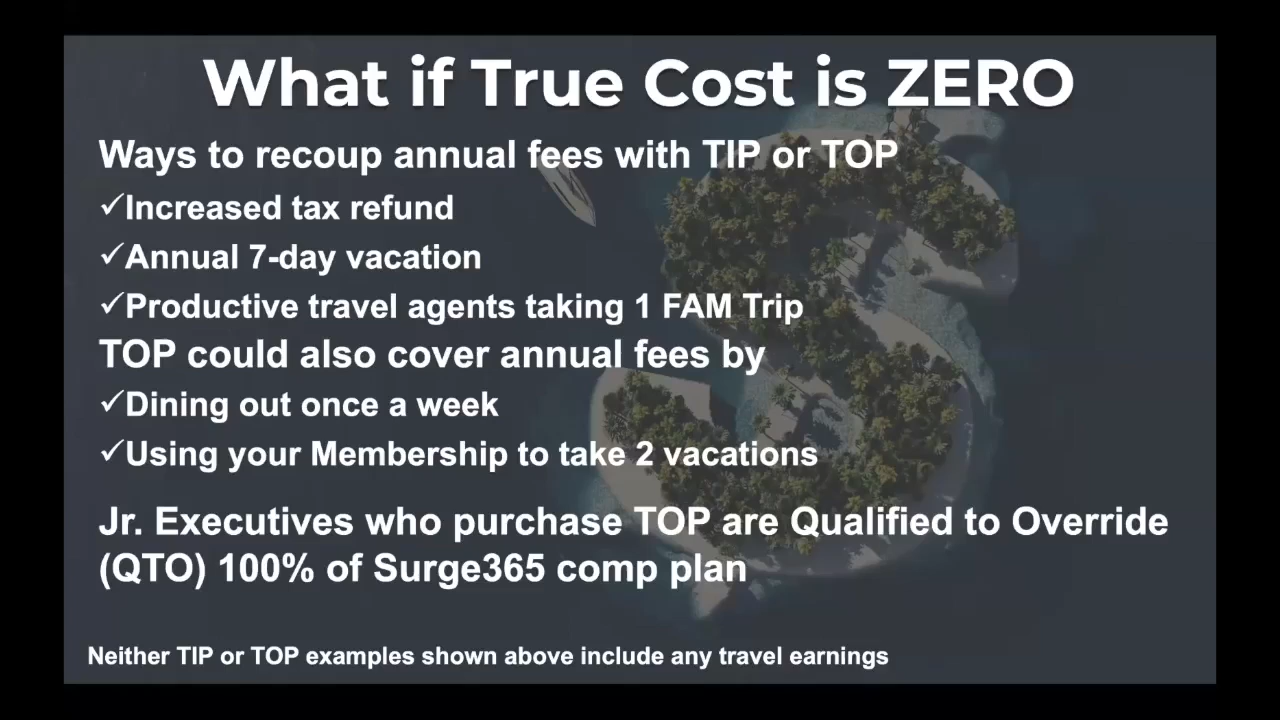 What if True Cost is ZERO
Ways to recoup annual fees with TIP or TOP
✓Increased tax refund
✓Annual 7-day vacation
✓Productive travel agents taking 1 FAM Trip
TOP could also cover annual fees by
✓Dining out once a week
✓Using your Membership to take 2 vacations
Jr. Executives who purchase TOP are Qualified to Override
(QTO) 100% of Surge365 comp plan
Neither TIP or TOP examples shown above include any travel earnings